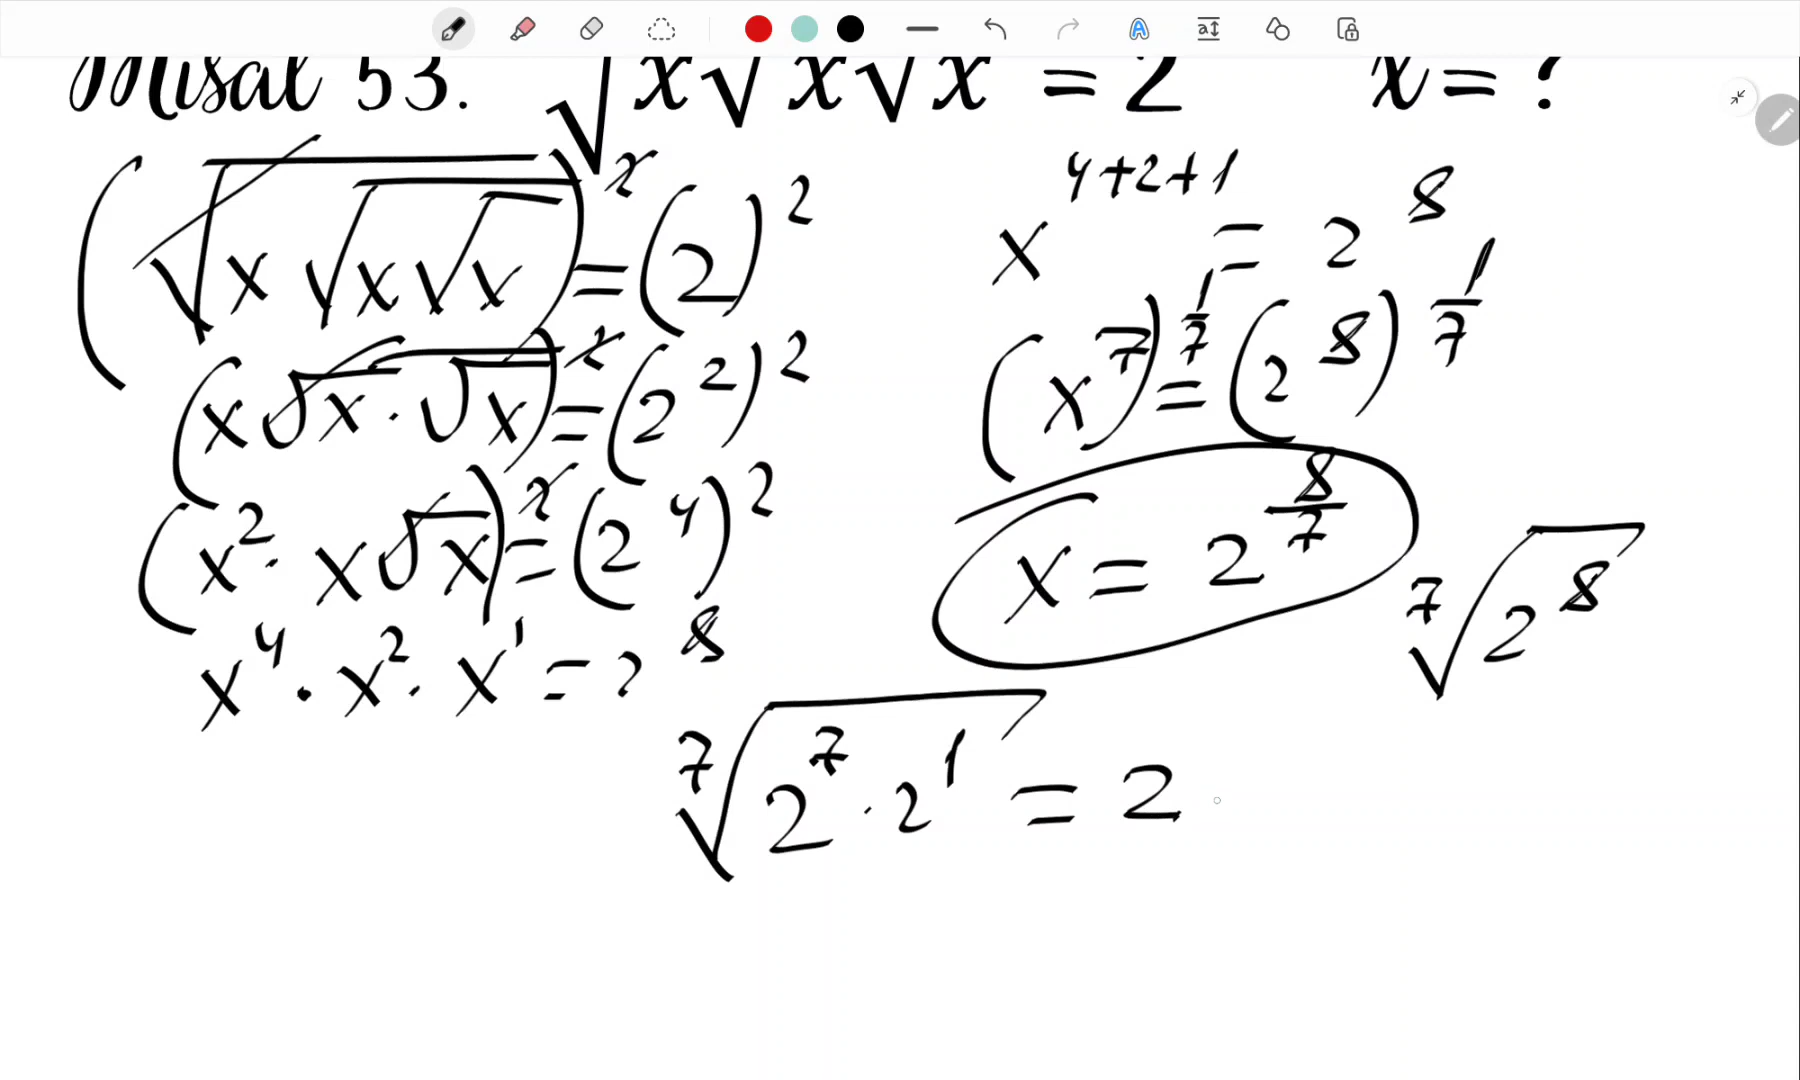 Misal 53. √x√x√x = 2 x = ?
(√x√x√x)² = (2)²
(x√x·√x)² = (2²)²
(x²· x√x)² = (2⁴)²
x⁴ · x² · x¹ = 2⁸
x⁴⁺²⁺¹ = 2⁸
(x⁷)^(1/7) = (2⁸)^(1/7)
x = 2^(8/7)
⁷√2⁸
⁷√2⁷·2¹ = 2